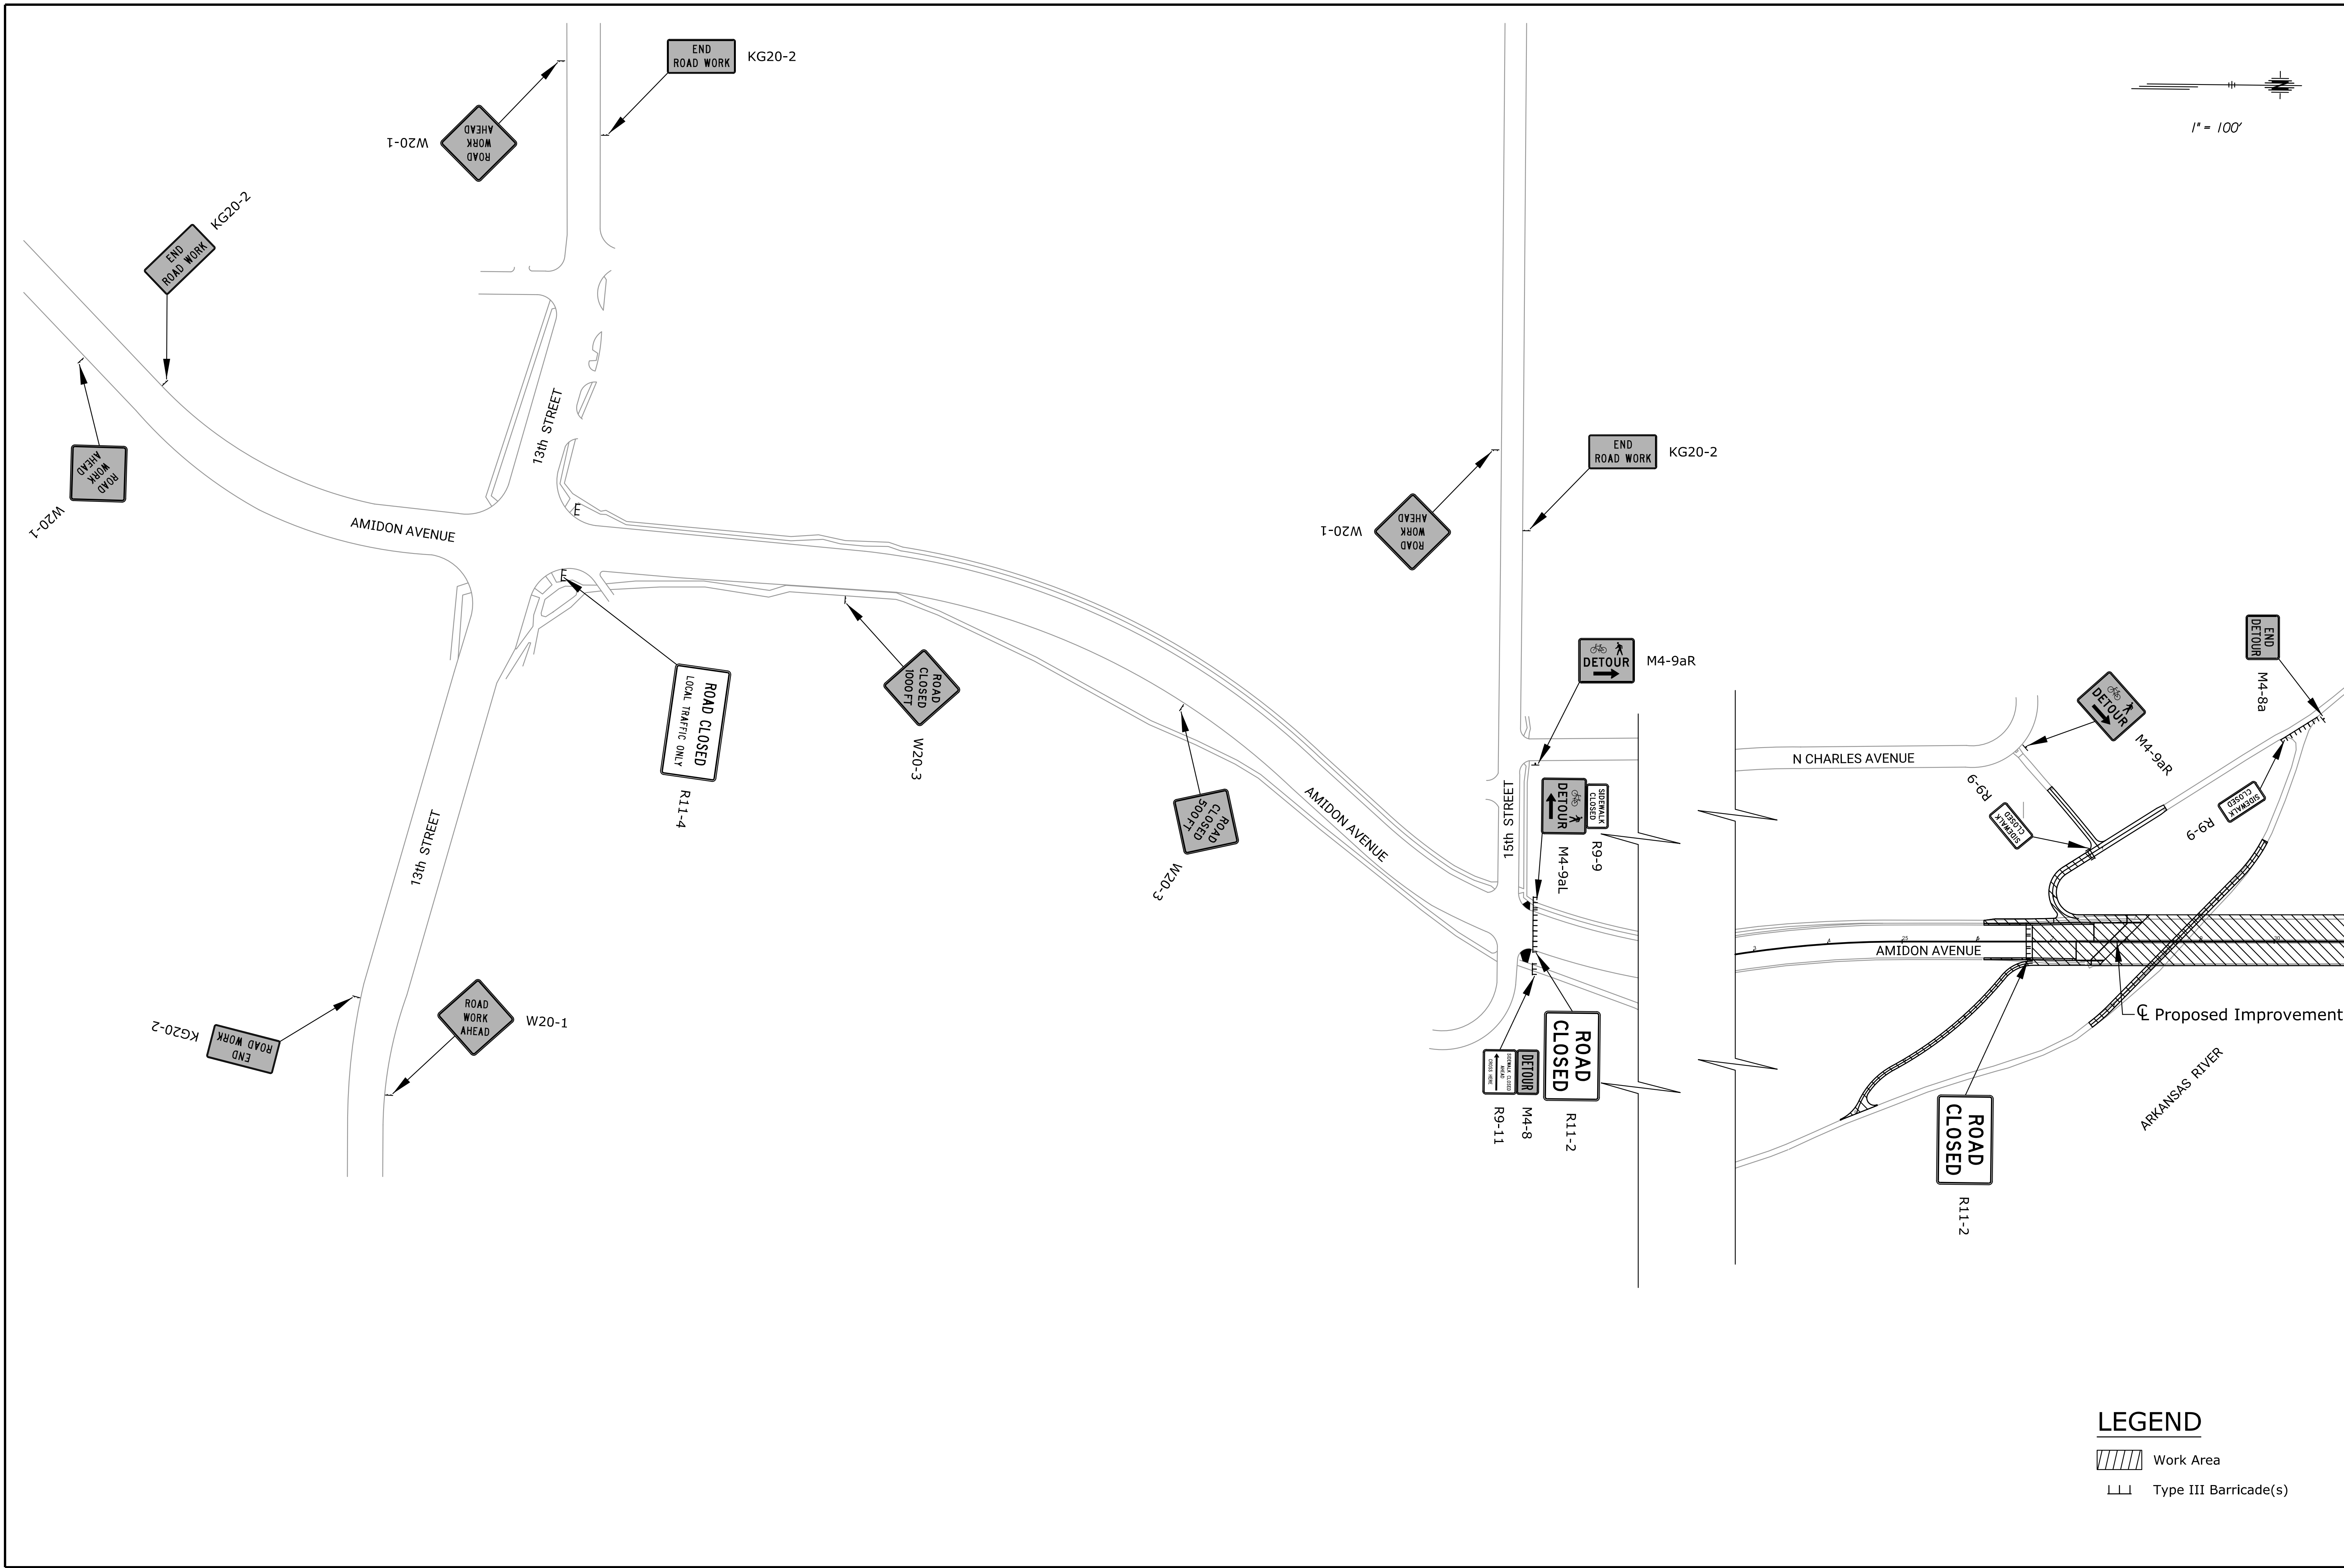 END
ROAD WORK
KG20-2
ROAD
WORK
AHEAD
W20-1
N
1" = 100'
END
ROAD WORK
KG20-2
ROAD
WORK
AHEAD
W20-1
13th STREET
AMIDON AVENUE
END
ROAD WORK
KG20-2
ROAD
WORK
AHEAD
W20-1
ROAD CLOSED
LOCAL TRAFFIC ONLY
R11-4
ROAD
CLOSED
1000FT
W20-3
ROAD
CLOSED
500FT
W20-3
AMIDON AVENUE
15th STREET
DETOUR
M4-9aR
DETOUR
M4-9aL
SIDEWALK
CLOSED
R9-9
N CHARLES AVENUE
DETOUR
M4-9aR
END
DETOUR
M4-8a
SIDEWALK
CLOSED
R9-9
SIDEWALK
CLOSED
R9-9
AMIDON AVENUE
25
℄ Proposed Improvement
ARKANSAS RIVER
13th STREET
END
ROAD WORK
KG20-2
ROAD
WORK
AHEAD
W20-1
SIDEWALK CLOSED
AHEAD
CROSS HERE
R9-11
DETOUR
M4-8
ROAD
CLOSED
R11-2
ROAD
CLOSED
R11-2
LEGEND
Work Area
Type III Barricade(s)